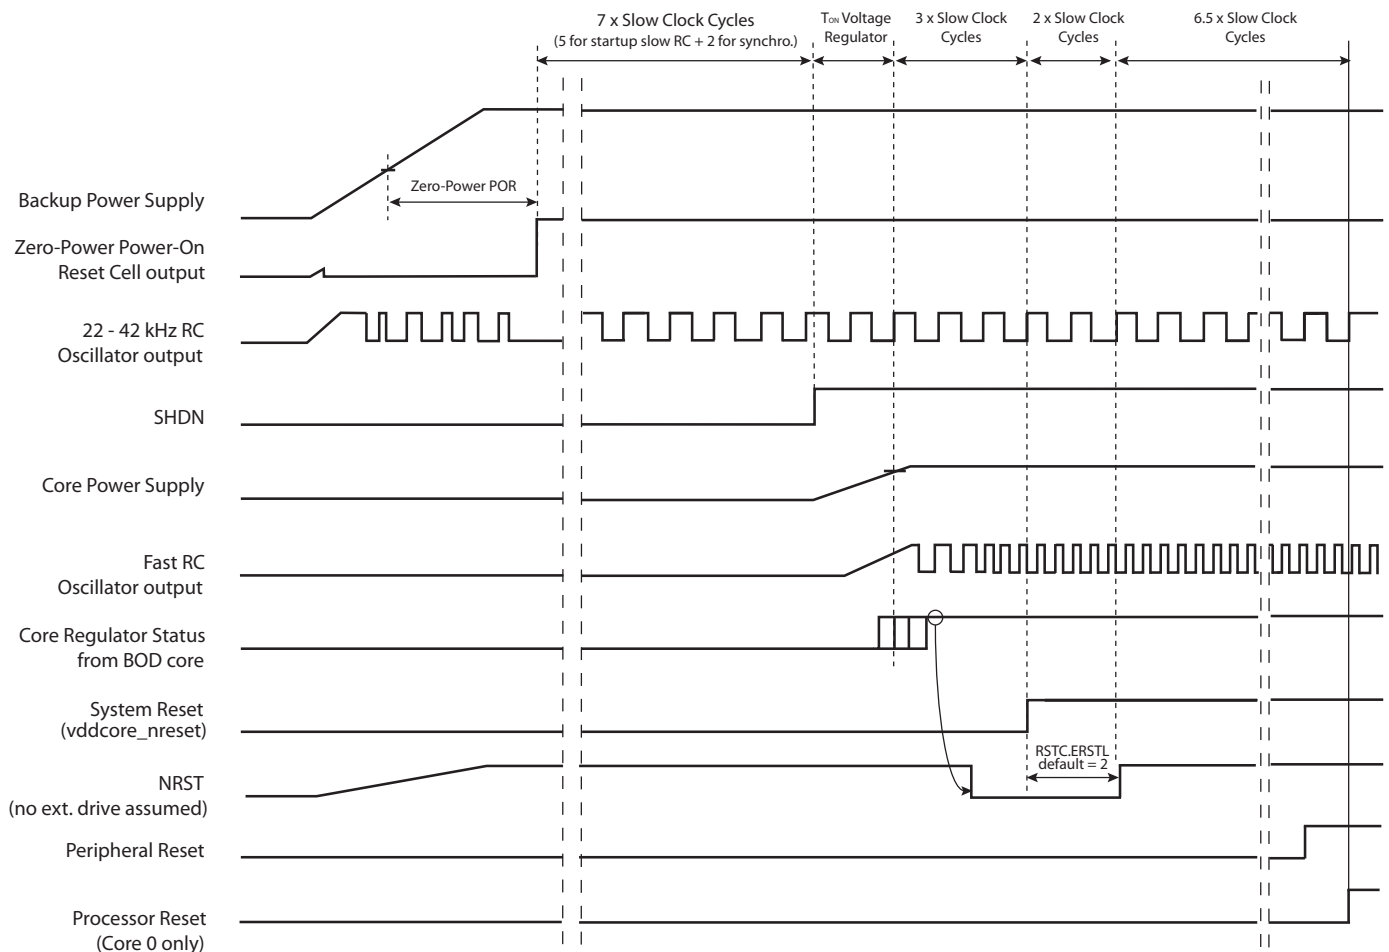 7 x Slow Clock Cycles
(5 for startup slow RC + 2 for synchro.)
TON Voltage
Regulator
3 x Slow Clock
Cycles
2 x Slow Clock
Cycles
6.5 x Slow Clock
Cycles
Zero-Power POR
Backup Power Supply
Zero-Power Power-On
Reset Cell output
22 - 42 kHz RC
Oscillator output
SHDN
Core Power Supply
Fast RC
Oscillator output
Core Regulator Status
from BOD core
System Reset
(vddcore_nreset)
RSTC.ERSTL
default = 2
NRST
(no ext. drive assumed)
Peripheral Reset
Processor Reset
(Core 0 only)